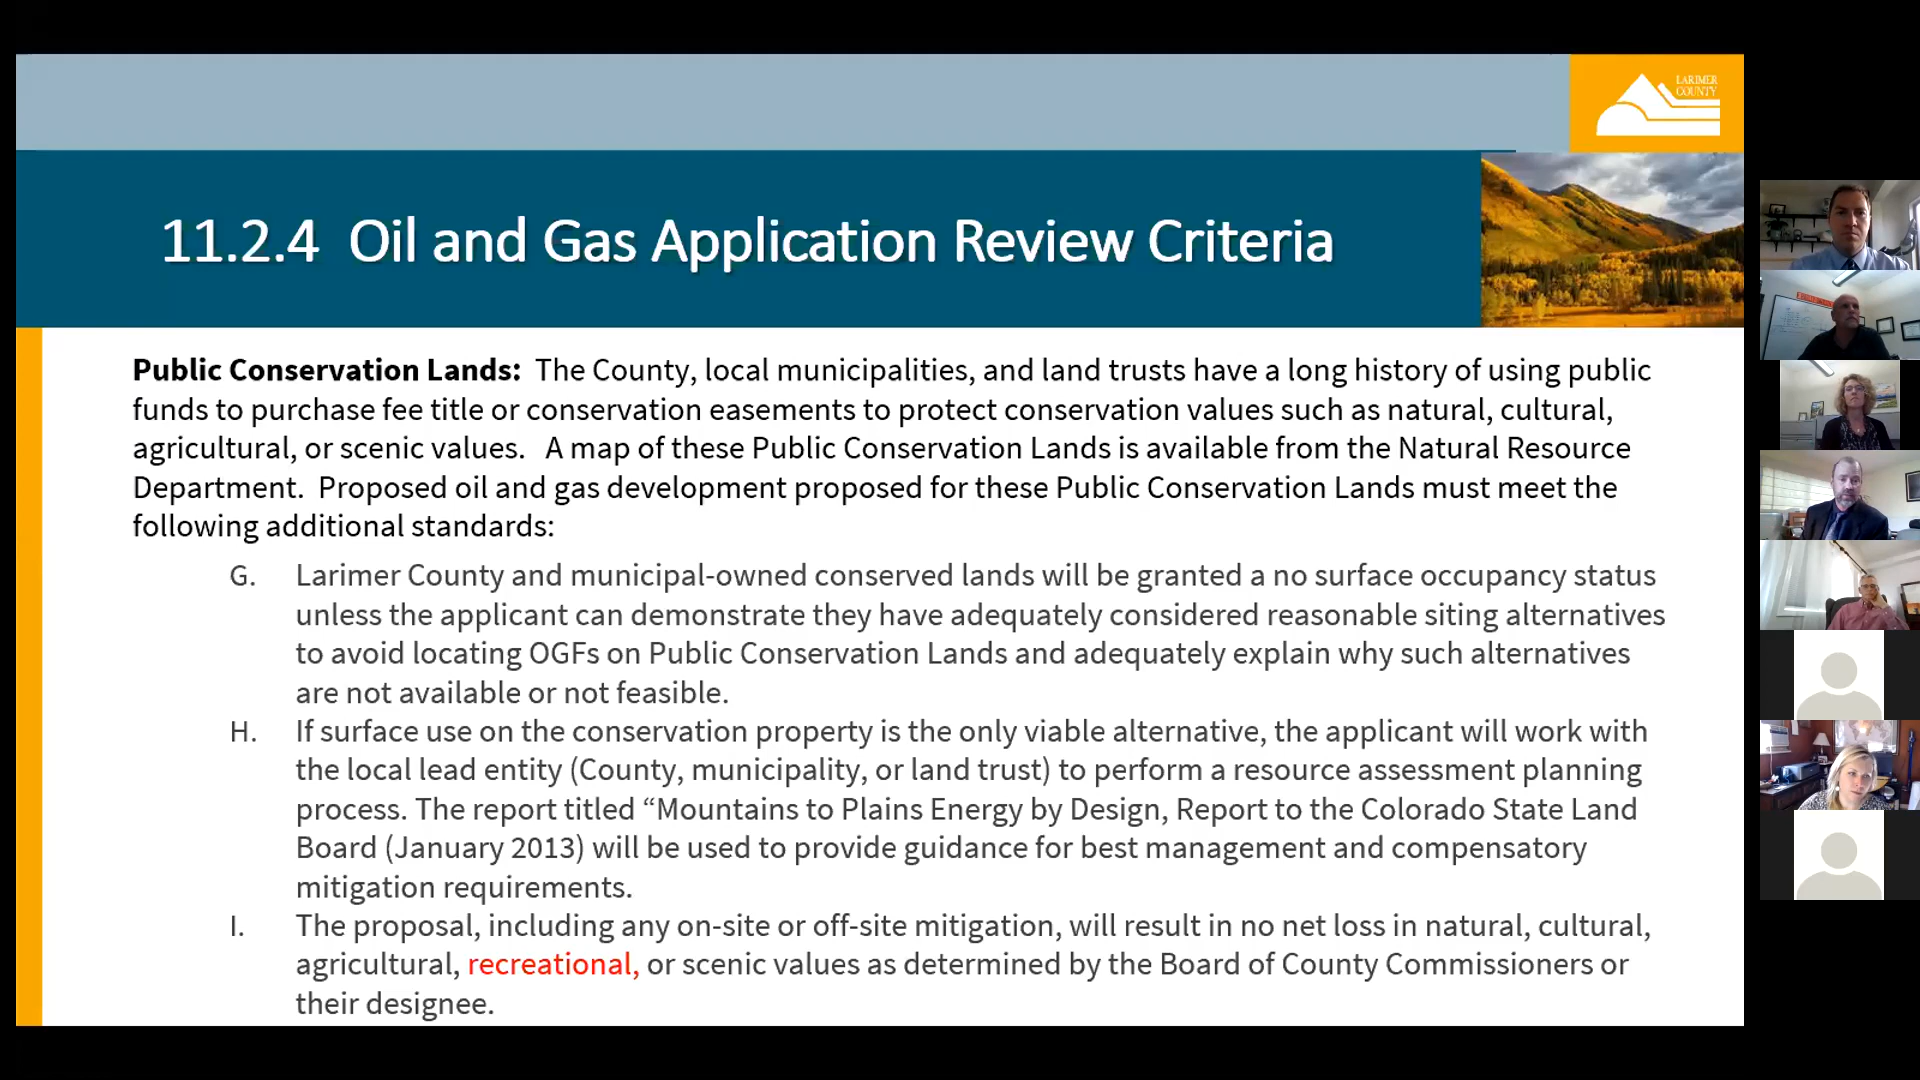 LARIMER
COUNTY
11.2.4 Oil and Gas Application Review Criteria
Public Conservation Lands: The County, local municipalities, and land trusts have a long history of using public
funds to purchase fee title or conservation easements to protect conservation values such as natural, cultural,
agricultural, or scenic values. A map of these Public Conservation Lands is available from the Natural Resource
Department. Proposed oil and gas development proposed for these Public Conservation Lands must meet the
following additional standards:
G. Larimer County and municipal-owned conserved lands will be granted a no surface occupancy status
unless the applicant can demonstrate they have adequately considered reasonable siting alternatives
to avoid locating OGFs on Public Conservation Lands and adequately explain why such alternatives
are not available or not feasible.
H. If surface use on the conservation property is the only viable alternative, the applicant will work with
the local lead entity (County, municipality, or land trust) to perform a resource assessment planning
process. The report titled “Mountains to Plains Energy by Design, Report to the Colorado State Land
Board (January 2013) will be used to provide guidance for best management and compensatory
mitigation requirements.
I. The proposal, including any on-site or off-site mitigation, will result in no net loss in natural, cultural,
agricultural, recreational, or scenic values as determined by the Board of County Commissioners or
their designee.